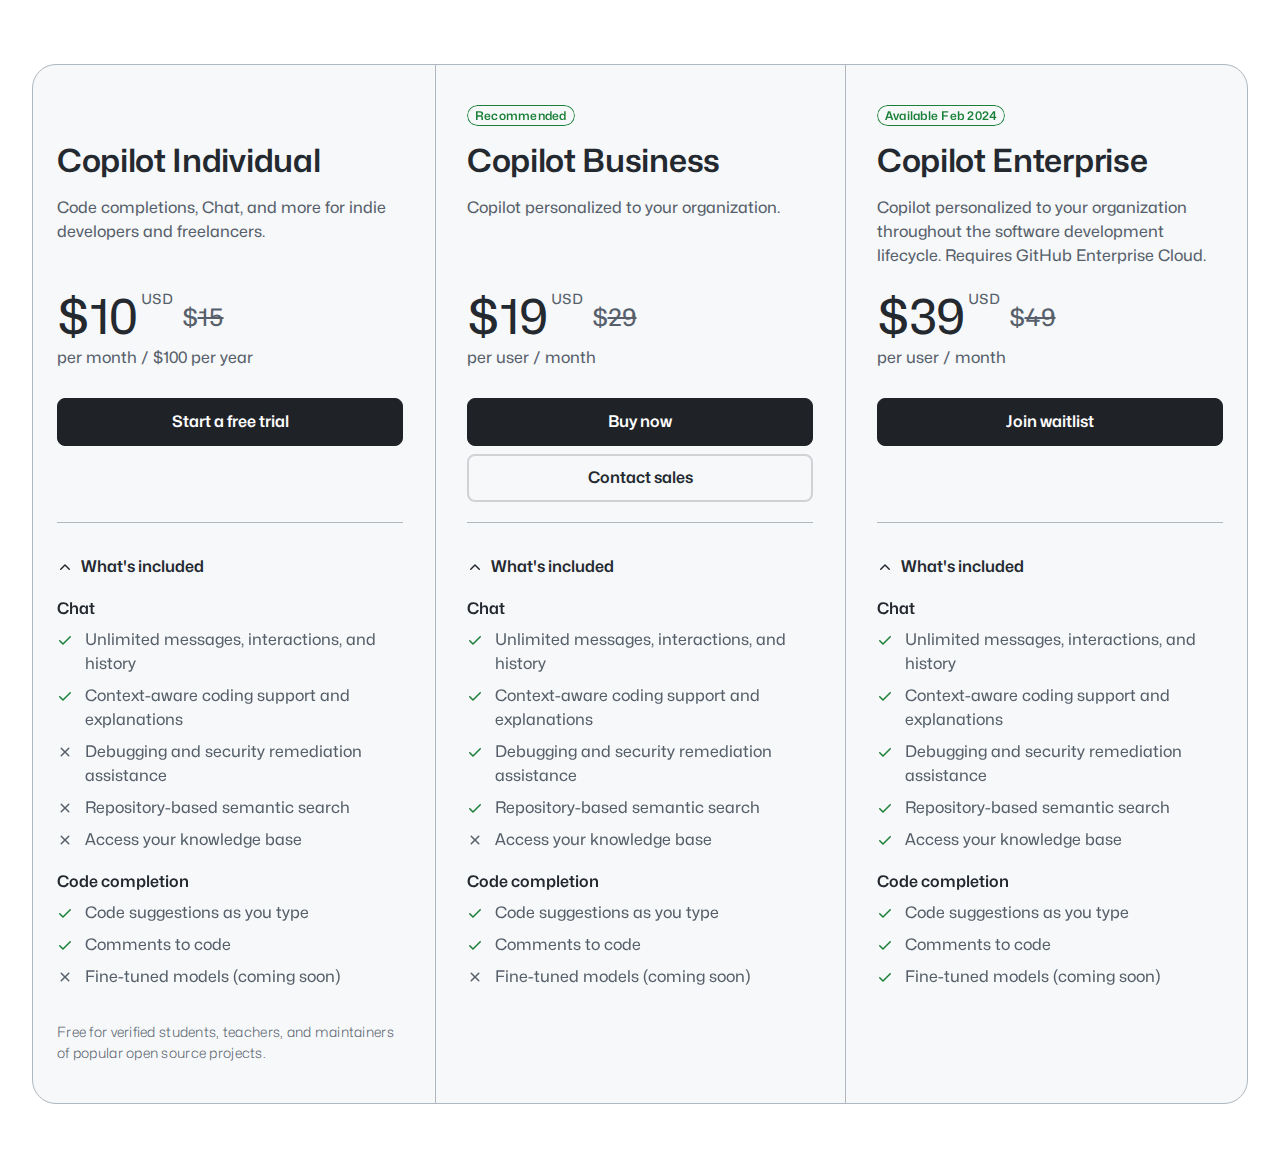 Copilot Individual
Code completions, Chat, and more for indie
developers and freelancers.
$10 USD $15
per month / $100 per year
Start a free trial
What's included
Chat
Unlimited messages, interactions, and
history
Context-aware coding support and
explanations
Debugging and security remediation
assistance
Repository-based semantic search
Access your knowledge base
Code completion
Code suggestions as you type
Comments to code
Fine-tuned models (coming soon)
Free for verified students, teachers, and maintainers
of popular open source projects.
Recommended
Copilot Business
Copilot personalized to your organization.
$19 USD $29
per user / month
Buy now
Contact sales
What's included
Chat
Unlimited messages, interactions, and
history
Context-aware coding support and
explanations
Debugging and security remediation
assistance
Repository-based semantic search
Access your knowledge base
Code completion
Code suggestions as you type
Comments to code
Fine-tuned models (coming soon)
Available Feb 2024
Copilot Enterprise
Copilot personalized to your organization
throughout the software development
lifecycle. Requires GitHub Enterprise Cloud.
$39 USD $49
per user / month
Join waitlist
What's included
Chat
Unlimited messages, interactions, and
history
Context-aware coding support and
explanations
Debugging and security remediation
assistance
Repository-based semantic search
Access your knowledge base
Code completion
Code suggestions as you type
Comments to code
Fine-tuned models (coming soon)